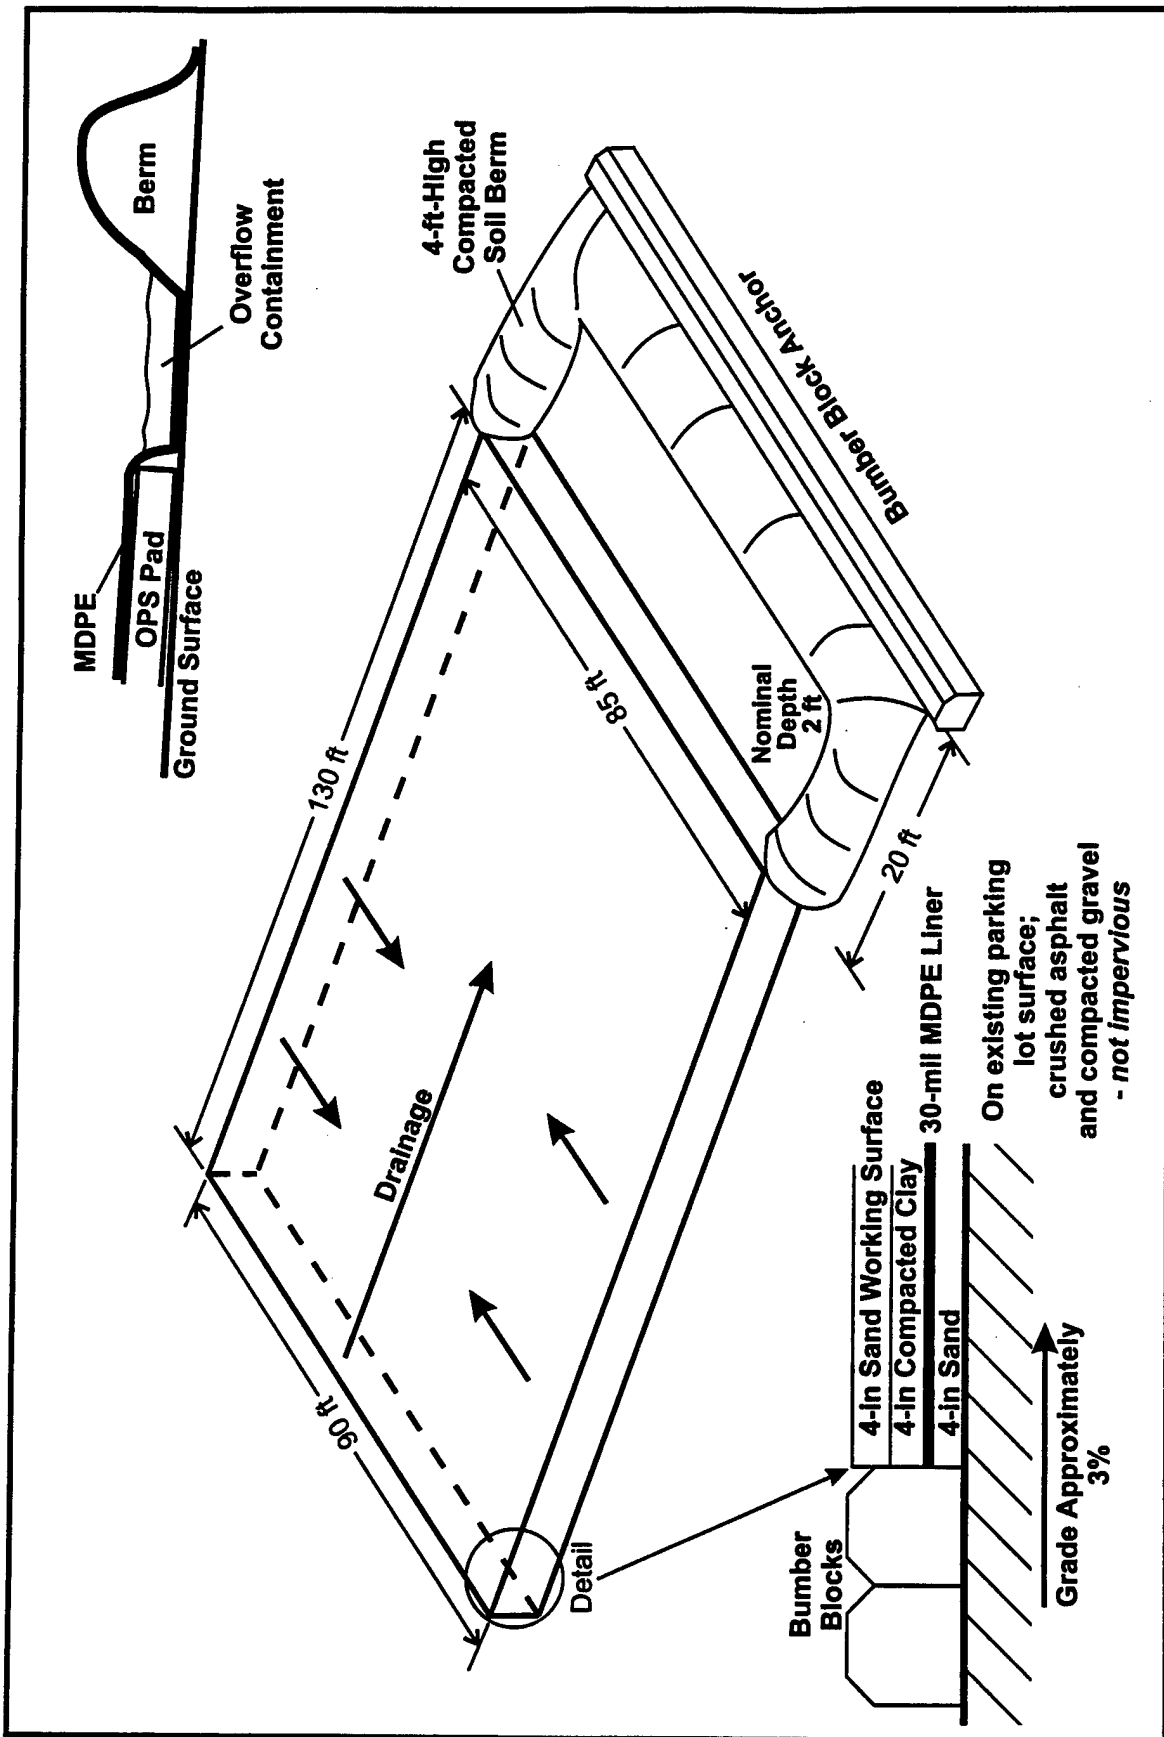 MDPE
OPS Pad
Ground Surface
Overflow
Containment
Berm
4-ft-High
Compacted
Soil Berm
130 ft
90 ft
85 ft
Drainage
Nominal
Depth
2 ft
Bumber Block Anchor
20 ft
Detail
Bumber
Blocks
4-in Sand Working Surface
4-in Compacted Clay
30-mil MDPE Liner
4-in Sand
On existing parking
lot surface;
crushed asphalt
and compacted gravel
- not impervious
Grade Approximately
3%